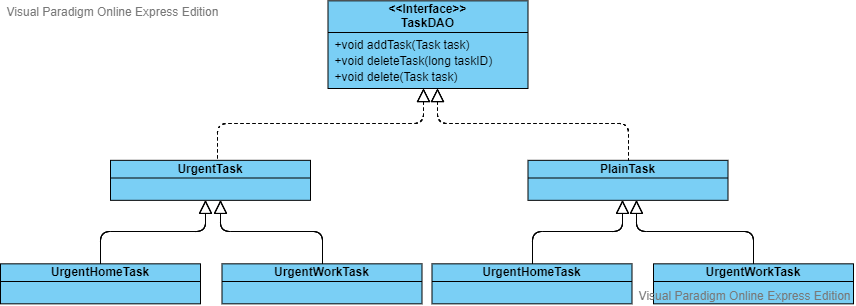 Visual Paradigm Online Express Edition
<<Interface>>
TaskDAO
+void addTask(Task task)
+void deleteTask(long taskID)
+void delete(Task task)
UrgentTask
PlainTask
UrgentHomeTask
UrgentWorkTask
UrgentHomeTask
UrgentWorkTask
Visual Paradigm Online Express Edition